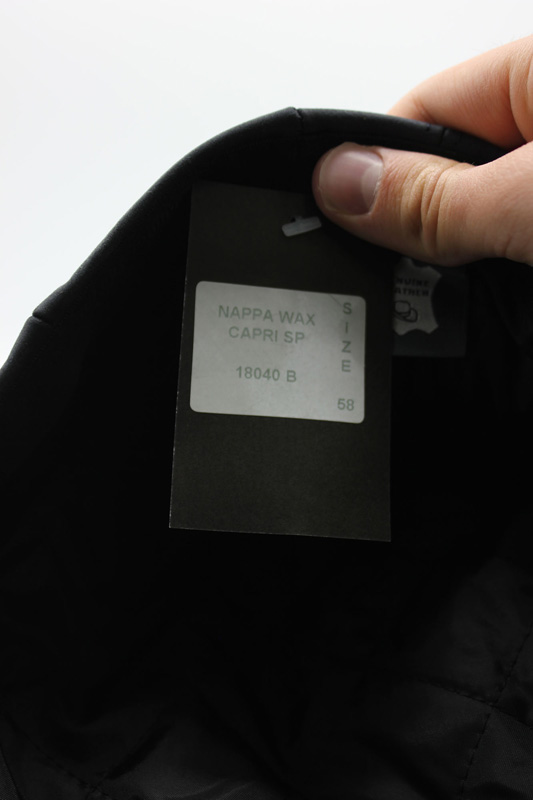 NAPPA WAX
CAPRI SP
18040 B
SIZE
58